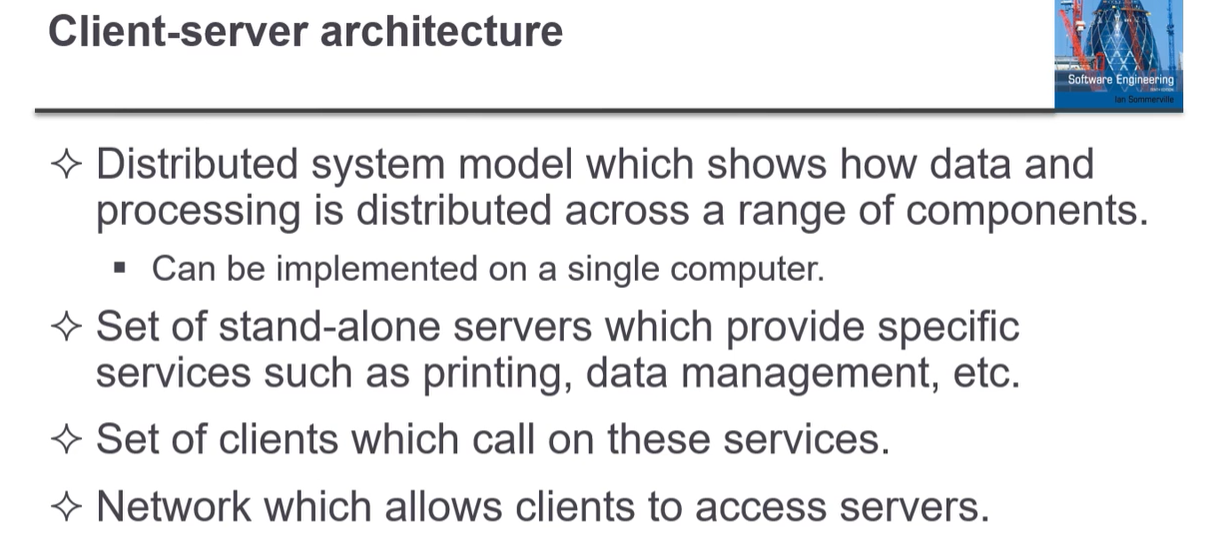 Client-server architecture
Software Engineering
Ian Sommerville
✧ Distributed system model which shows how data and
processing is distributed across a range of components.
▪ Can be implemented on a single computer.
✧ Set of stand-alone servers which provide specific
services such as printing, data management, etc.
✧ Set of clients which call on these services.
✧ Network which allows clients to access servers.